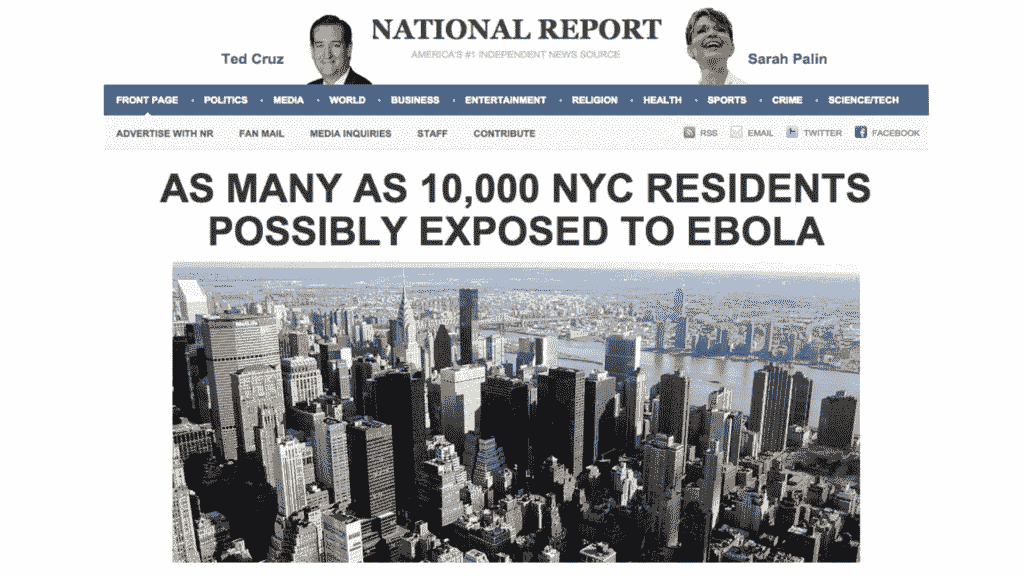 Ted Cruz
NATIONAL REPORT
AMERICA'S #1 INDEPENDENT NEWS SOURCE
Sarah Palin
FRONT PAGE • POLITICS • MEDIA • WORLD • BUSINESS • ENTERTAINMENT • RELIGION • HEALTH • SPORTS • CRIME • SCIENCE/TECH
ADVERTISE WITH NR FAN MAIL MEDIA INQUIRIES STAFF CONTRIBUTE RSS EMAIL TWITTER FACEBOOK
AS MANY AS 10,000 NYC RESIDENTS
POSSIBLY EXPOSED TO EBOLA